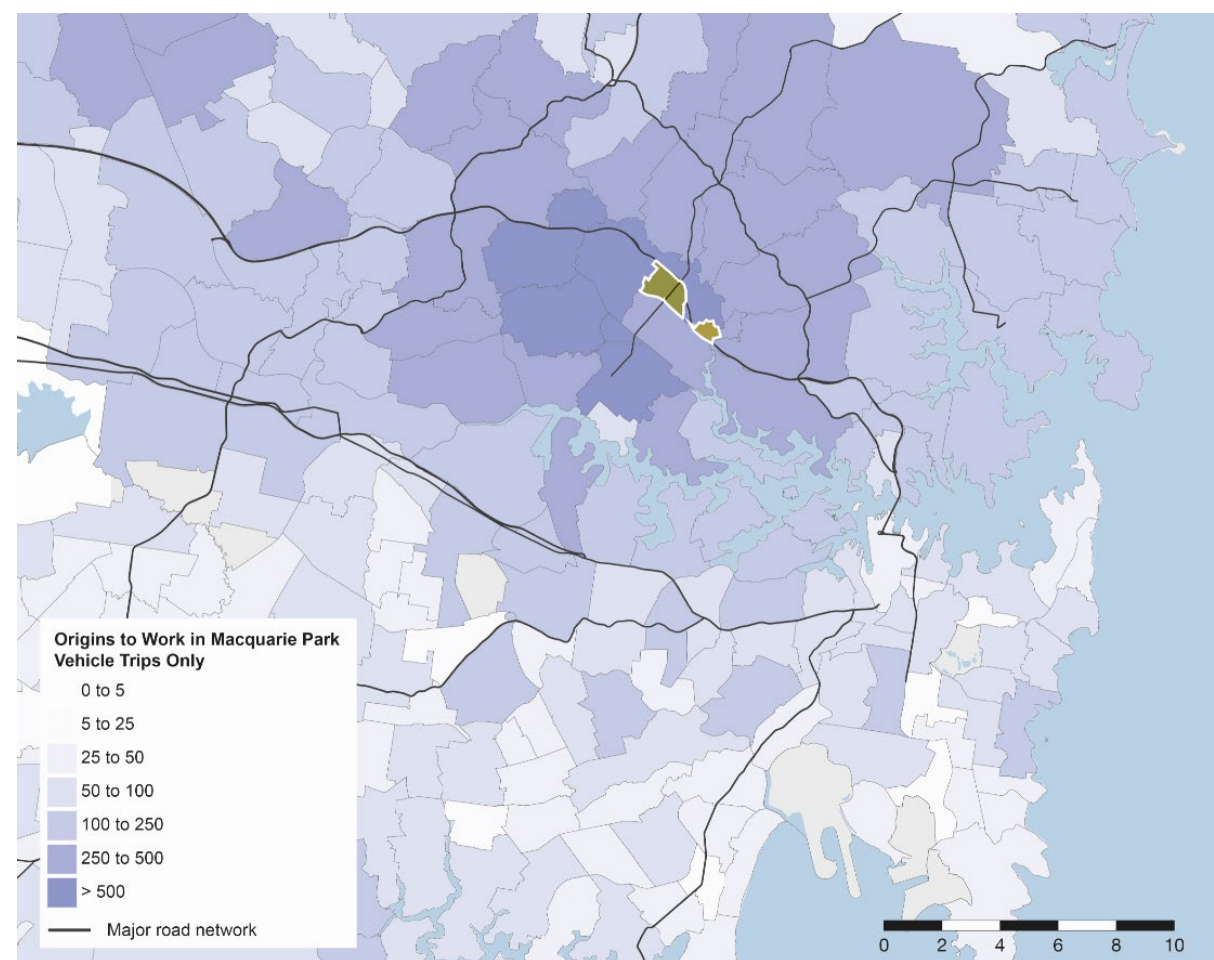 Origins to Work in Macquarie Park
Vehicle Trips Only
0 to 5
5 to 25
25 to 50
50 to 100
100 to 250
250 to 500
> 500
Major road network
0 2 4 6 8 10